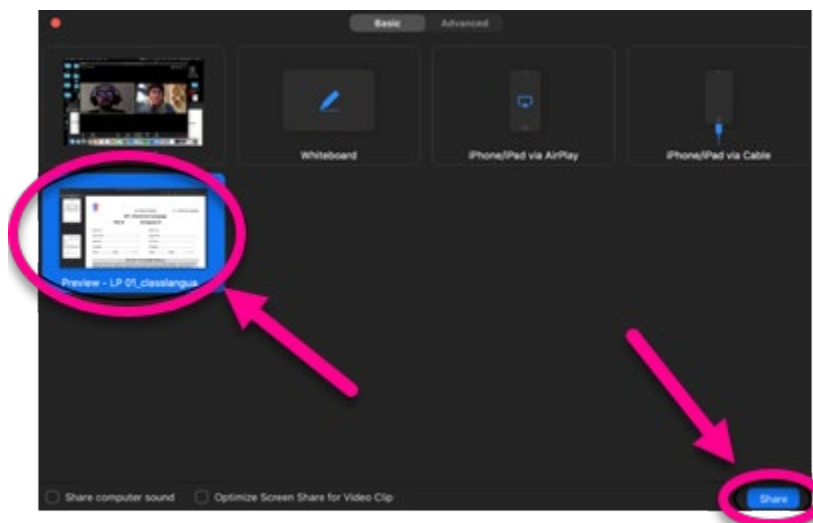 Basic Advanced
Whiteboard
iPhone/iPad via AirPlay
iPhone/iPad via Cable
Preview - LP 01_classlangua
Share computer sound
Optimize Screen Share for Video Clip
Share